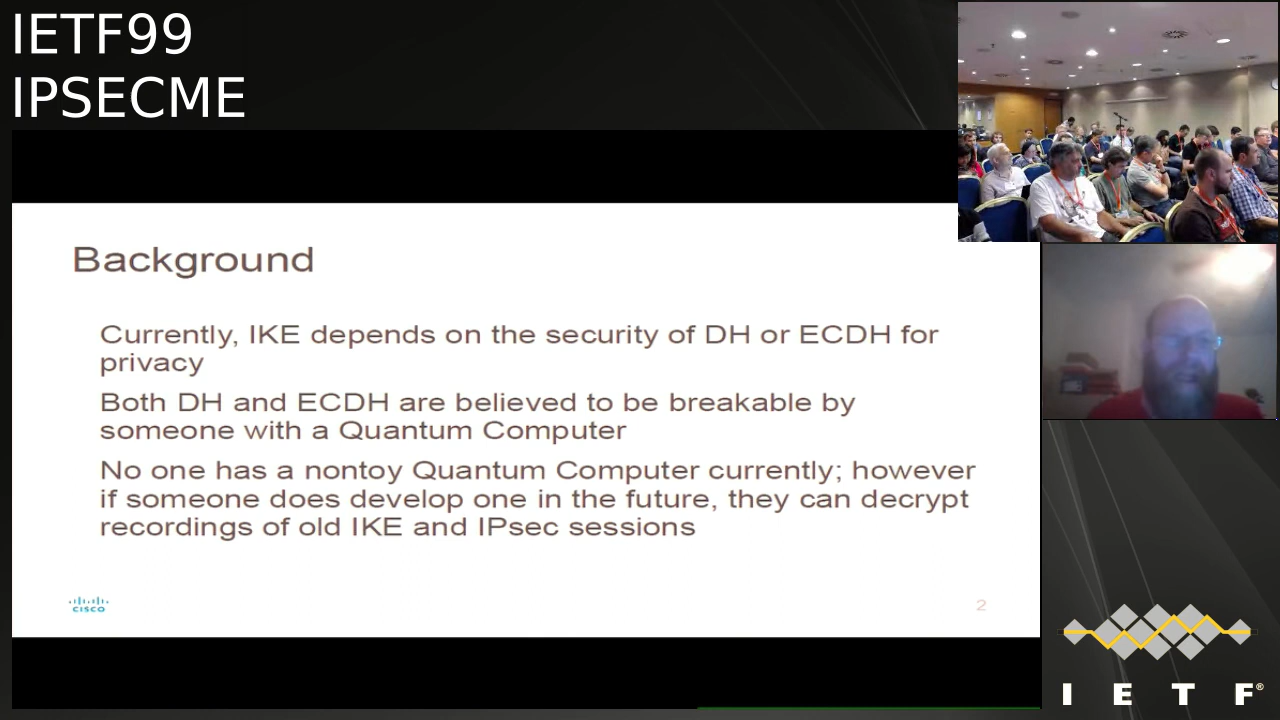 IETF99
IPSECME
Background
Currently, IKE depends on the security of DH or ECDH for
privacy
Both DH and ECDH are believed to be breakable by
someone with a Quantum Computer
No one has a nontoy Quantum Computer currently; however
if someone does develop one in the future, they can decrypt
recordings of old IKE and IPsec sessions
CISCO
2
I E T F®